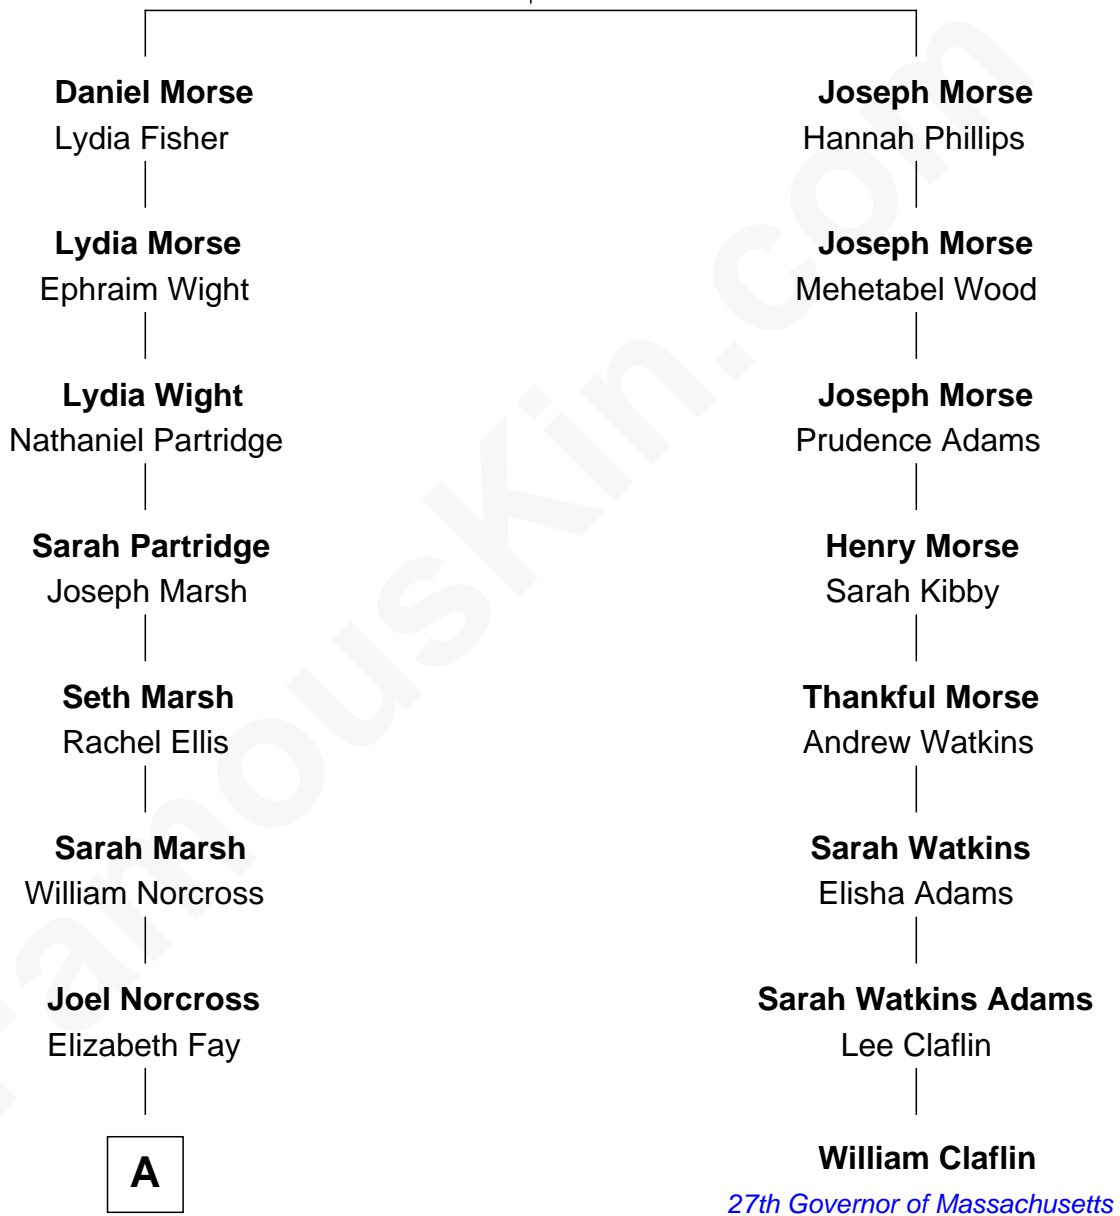 Daniel Morse
Lydia Fisher
Joseph Morse
Hannah Phillips
Lydia Morse
Ephraim Wight
Joseph Morse
Mehetabel Wood
Lydia Wight
Nathaniel Partridge
Joseph Morse
Prudence Adams
Sarah Partridge
Joseph Marsh
Henry Morse
Sarah Kibby
Seth Marsh
Rachel Ellis
Thankful Morse
Andrew Watkins
Sarah Marsh
William Norcross
Sarah Watkins
Elisha Adams
Joel Norcross
Elizabeth Fay
Sarah Watkins Adams
Lee Claflin
A
William Claflin
27th Governor of Massachusetts
FamousKin.com